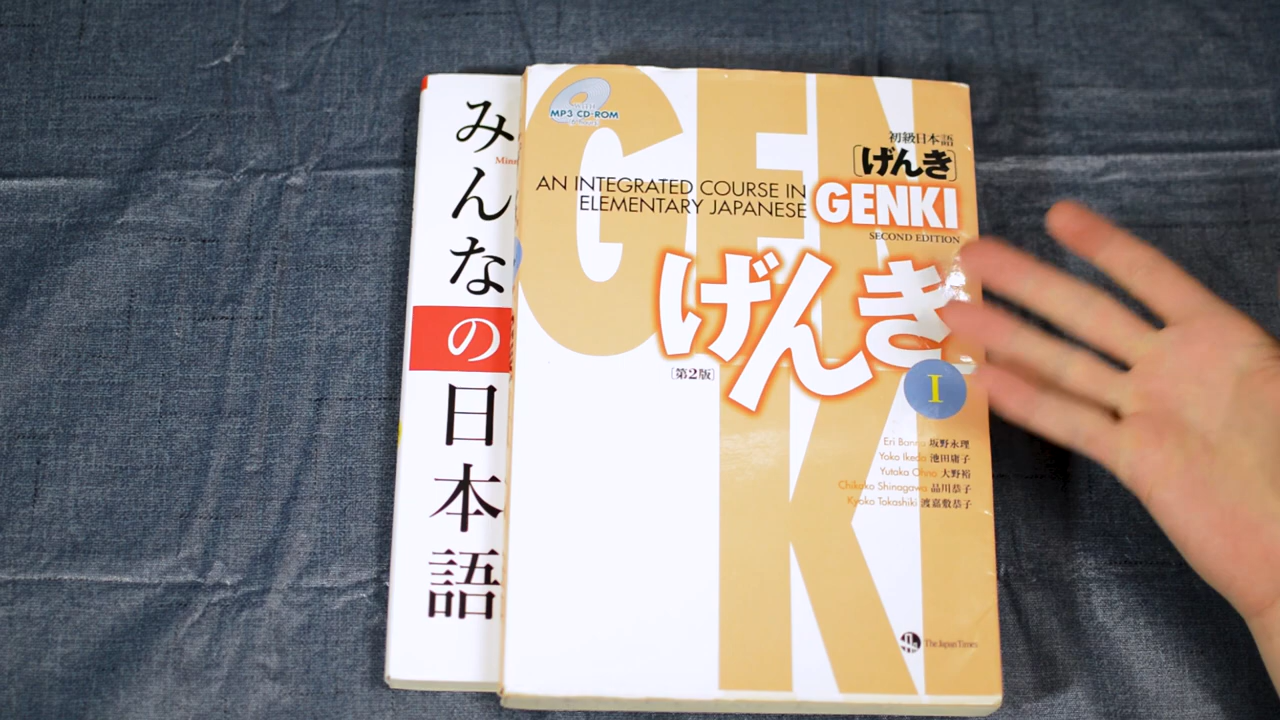 みんなの日本語
MP3 CD-ROM
初級日本語
[げんき]
AN INTEGRATED COURSE IN
ELEMENTARY JAPANESE
GENKI
SECOND EDITION
GENKI
げんき
[第2版]
I
Eri Banno 坂野永理
Yoko Ikeda 池田庸子
Yutaka Ohno 大野裕
Chikako Shinagawa 品川恭子
Kyoko Tokashiki 渡嘉敷恭子
The Japan Times